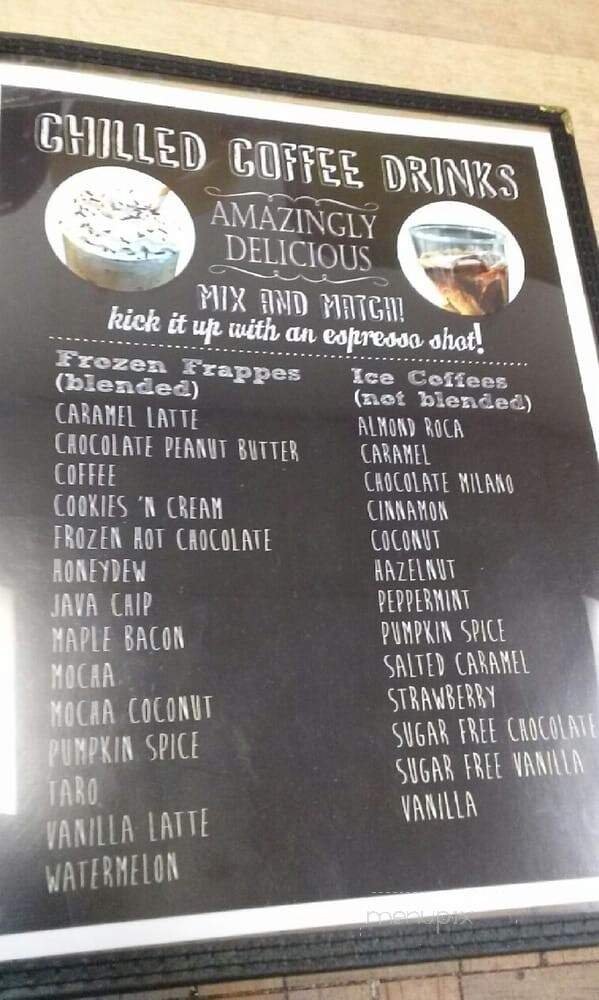 CHILLED COFFEE DRINKS
AMAZINGLY
DELICIOUS
MIX AND MATCH!
kick it up with an espresso shot!
Frozen Frappes
(blended)
CARAMEL LATTE
CHOCOLATE PEANUT BUTTER
COFFEE
COOKIES 'N CREAM
FROZEN HOT CHOCOLATE
HONEYDEW
JAVA CHIP
MAPLE BACON
MOCHA
MOCHA COCONUT
PUMPKIN SPICE
TARO
VANILLA LATTE
WATERMELON
Ice Coffees
(not blended)
ALMOND ROCA
CARAMEL
CHOCOLATE MILANO
CINNAMON
COCONUT
HAZELNUT
PEPPERMINT
PUMPKIN SPICE
SALTED CARAMEL
STRAWBERRY
SUGAR FREE CHOCOLATE
SUGAR FREE VANILLA
VANILLA
menupix